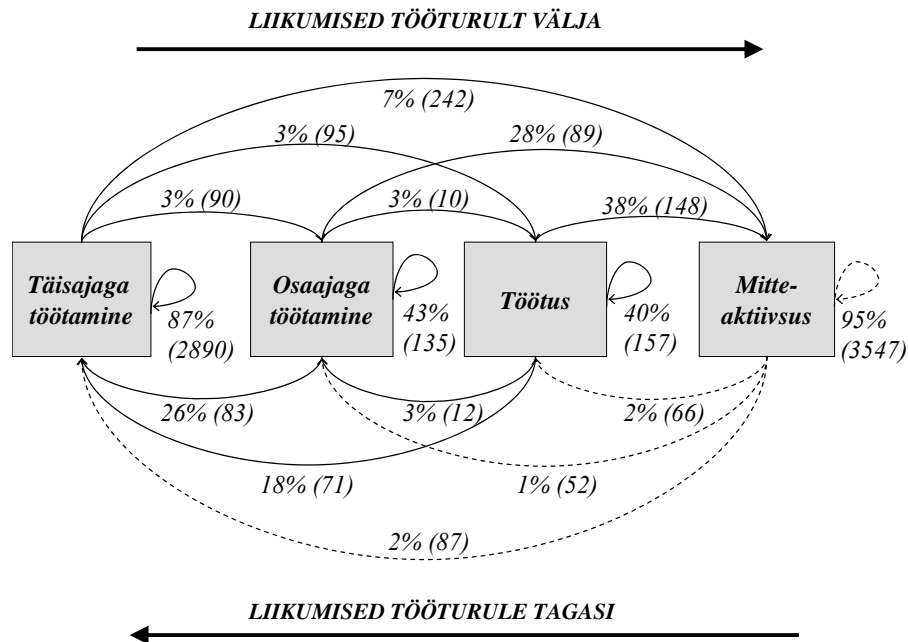 LIIKUMISED TÖÖTURULT VÄLJA
7% (242)
3% (95)
28% (89)
3% (90)
3% (10)
38% (148)
Täisajaga
töötamine
87%
(2890)
Osaajaga
töötamine
43%
(135)
Töötus
40%
(157)
Mitte-
aktiivsus
95%
(3547)
26% (83)
3% (12)
2% (66)
18% (71)
1% (52)
2% (87)
LIIKUMISED TÖÖTURULE TAGASI